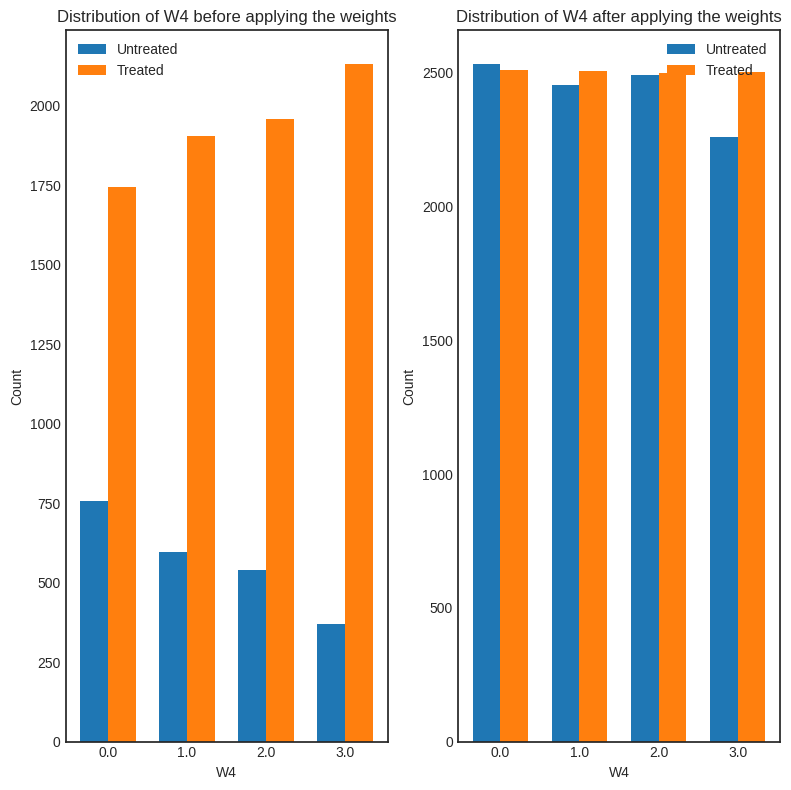 Distribution of W4 before applying the weights
Untreated
Treated
2000
1750
1500
1250
1000
750
500
250
0
Count
0.0 1.0 2.0 3.0
W4
Distribution of W4 after applying the weights
Untreated
Treated
2500
2000
1500
1000
500
0
Count
0.0 1.0 2.0 3.0
W4